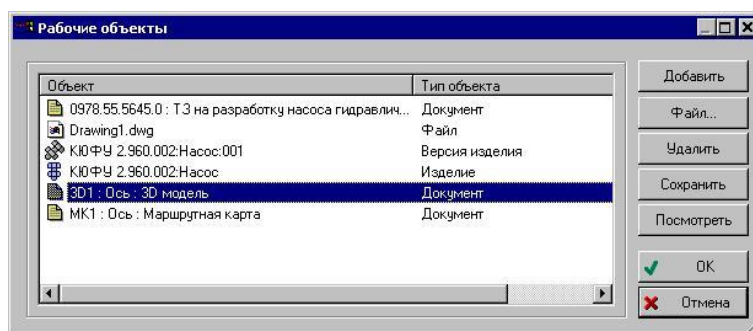 Рабочие объекты
Объект Тип объекта
0978.55.5645.0 : ТЗ на разработку насоса гидравлич... Документ
Drawing1.dwg Файл
КЮФУ 2.960.002:Насос:001 Версия изделия
КЮФУ 2.960.002:Насос Изделие
3D1 : Ось : 3D модель Документ
МК1 : Ось : Маршрутная карта Документ
Добавить
Файл...
Удалить
Сохранить
Посмотреть
OK
Отмена